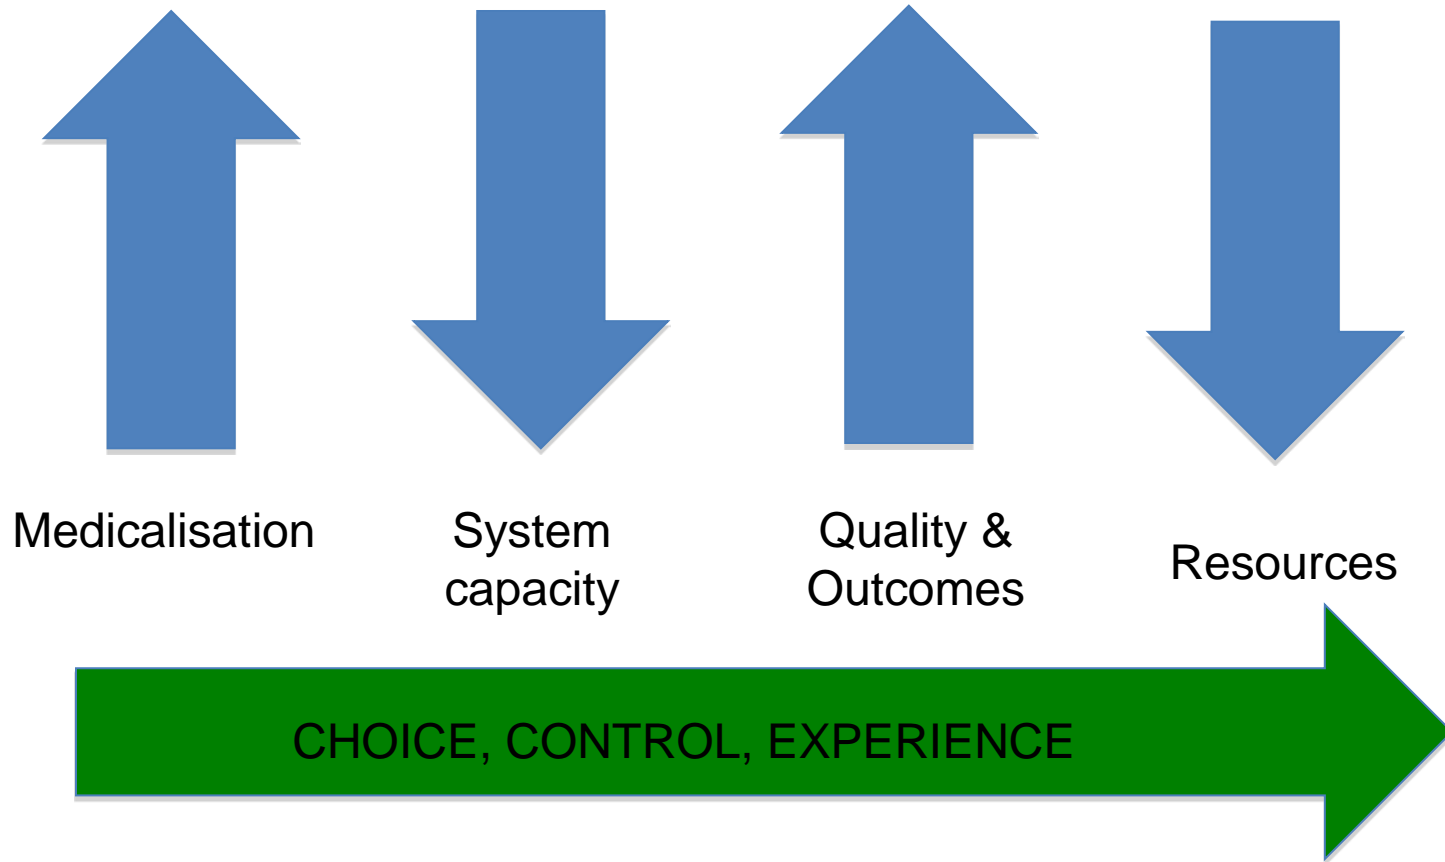 Medicalisation
System
capacity
Quality &
Outcomes
Resources
CHOICE, CONTROL, EXPERIENCE